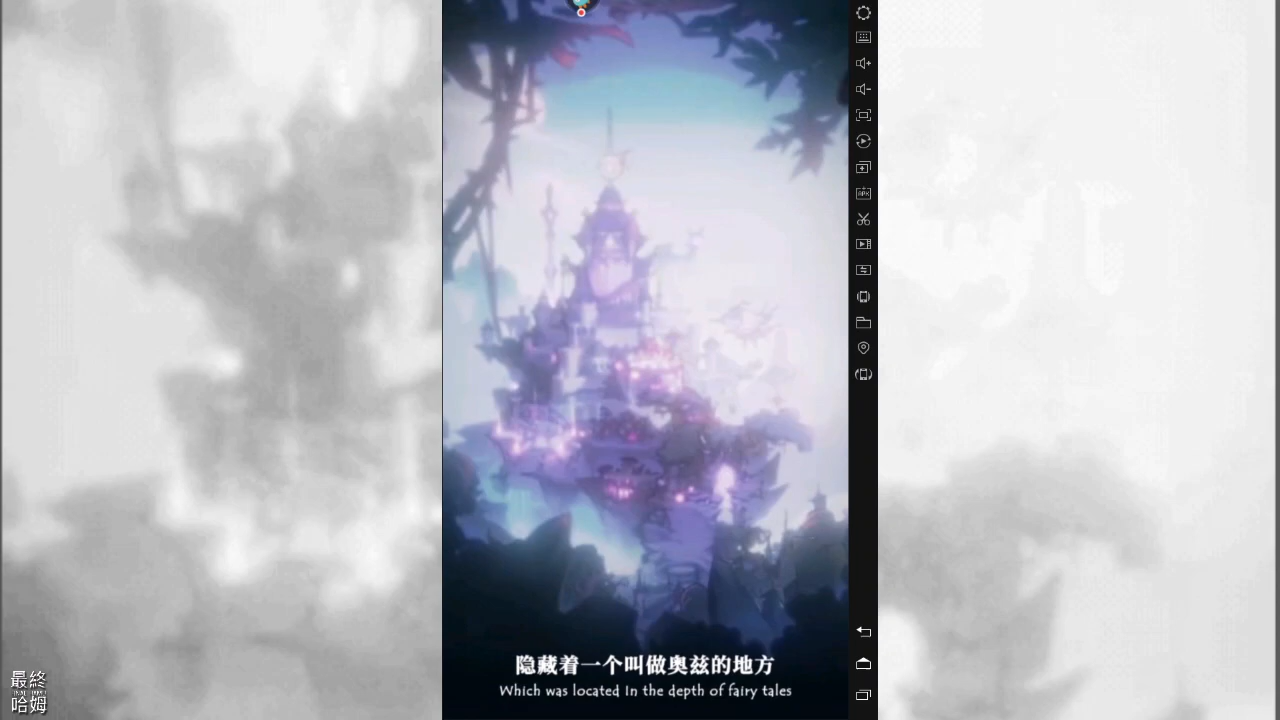 隐藏着一个叫做奥兹的地方
Which was located In the depth of fairy tales
最終
哈姆